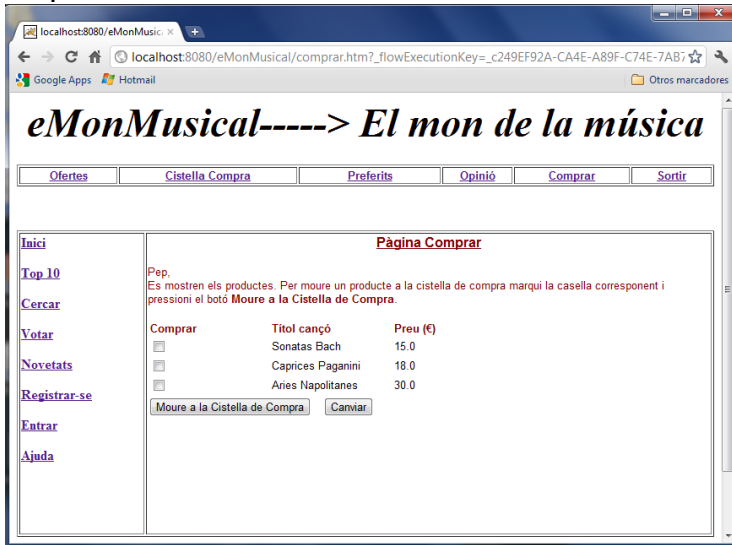 localhost:8080/eMonMusic
localhost:8080/eMonMusical/comprar.htm?_flowExecutionKey=_c249EF92A-CA4E-A89F-C74E-7AB7
Google Apps Hotmail Otros marcadores
eMonMusical-----> El mon de la música
Ofertes Cistella Compra Preferits Opinió Comprar Sortir
Inici
Top 10
Cercar
Votar
Novetats
Registrar-se
Entrar
Ajuda
Pàgina Comprar
Pep,
Es mostren els productes. Per moure un producte a la cistella de compra marqui la casella corresponent i
pressioni el botó Moure a la Cistella de Compra.
Comprar Títol cançó Preu (€)
Sonatas Bach 15.0
Caprices Paganini 18.0
Aries Napolitanes 30.0
Moure a la Cistella de Compra Canviar